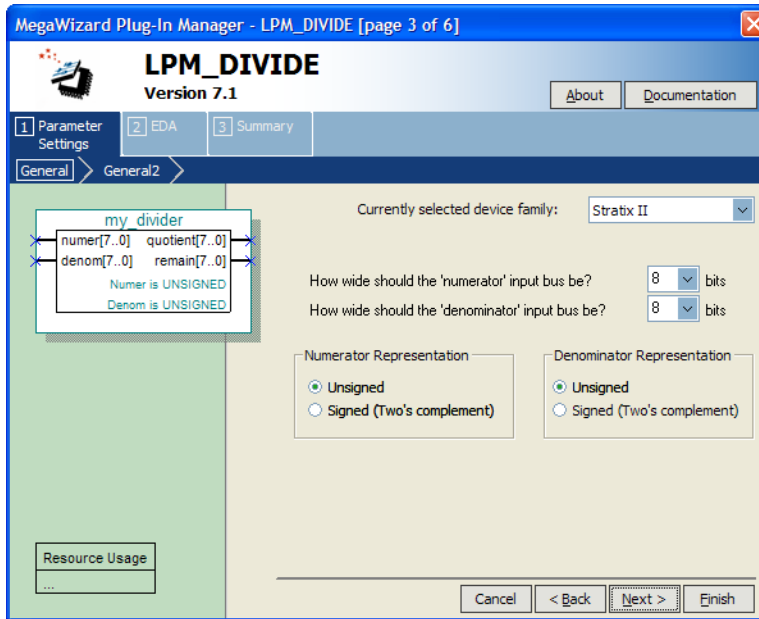 MegaWizard Plug-In Manager - LPM_DIVIDE [page 3 of 6]
LPM_DIVIDE
Version 7.1
About
Documentation
1 Parameter Settings
2 EDA
3 Summary
General
General2
my_divider
numer[7..0] quotient[7..0]
denom[7..0] remain[7..0]
Numer is UNSIGNED
Denom is UNSIGNED
Currently selected device family: Stratix II
How wide should the 'numerator' input bus be? 8 bits
How wide should the 'denominator' input bus be? 8 bits
Numerator Representation
Unsigned
Signed (Two's complement)
Denominator Representation
Unsigned
Signed (Two's complement)
Resource Usage
...
Cancel
< Back
Next >
Finish